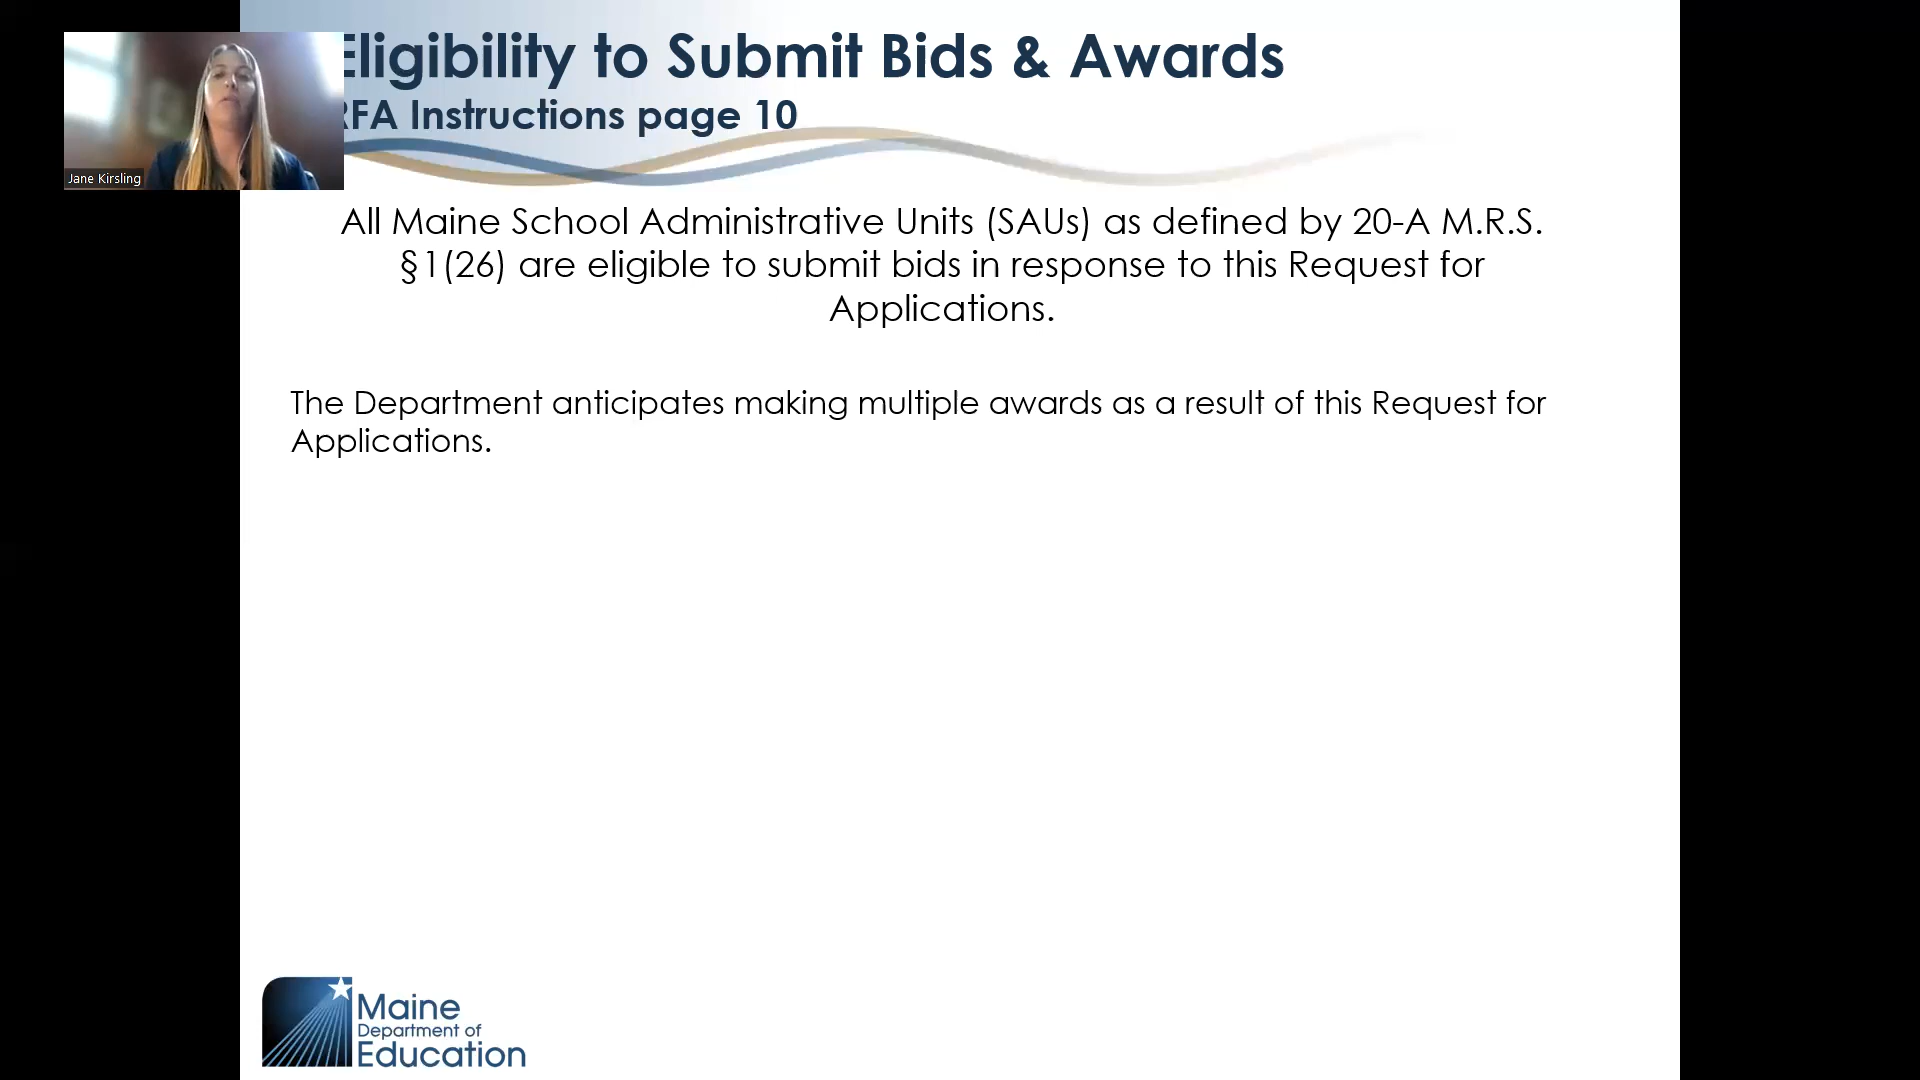 Eligibility to Submit Bids & Awards
RFA Instructions page 10
Jane Kirsling
All Maine School Administrative Units (SAUs) as defined by 20-A M.R.S.
§1(26) are eligible to submit bids in response to this Request for
Applications.
The Department anticipates making multiple awards as a result of this Request for
Applications.
Maine
Department of
Education